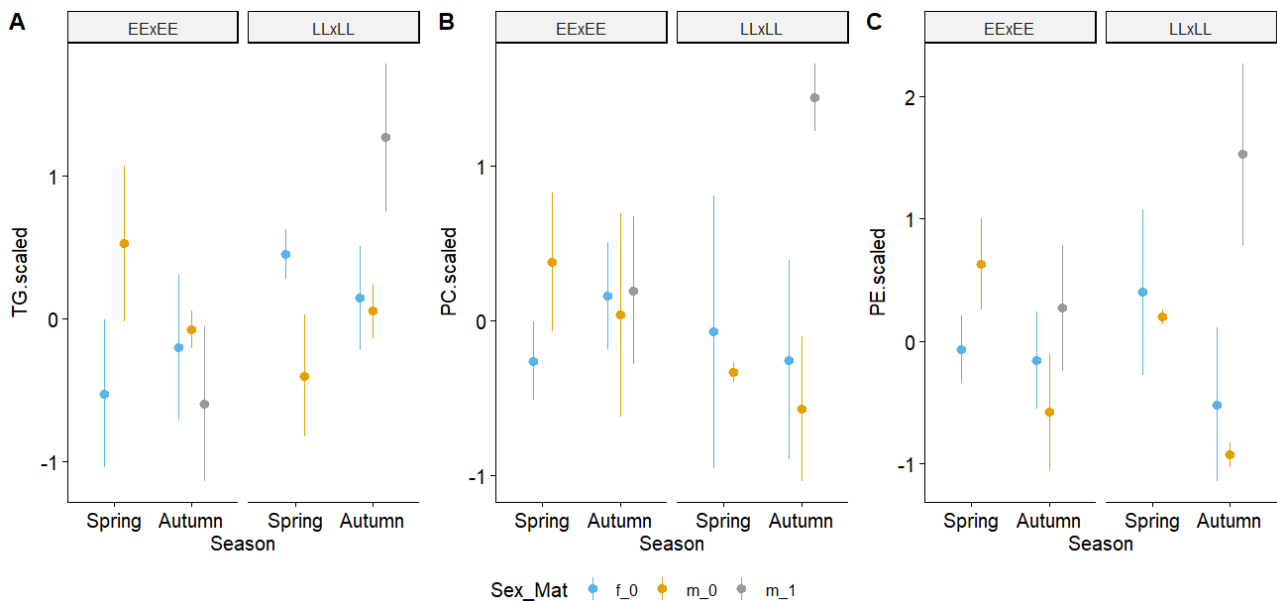 A
EExEE
LLxLL
TG.scaled
1
0
-1
Spring
Autumn
Spring
Autumn
Season
B
EExEE
LLxLL
PC.scaled
1
0
-1
Spring
Autumn
Spring
Autumn
Season
C
EExEE
LLxLL
PE.scaled
2
1
0
-1
Spring
Autumn
Spring
Autumn
Season
Sex_Mat f_0 m_0 m_1